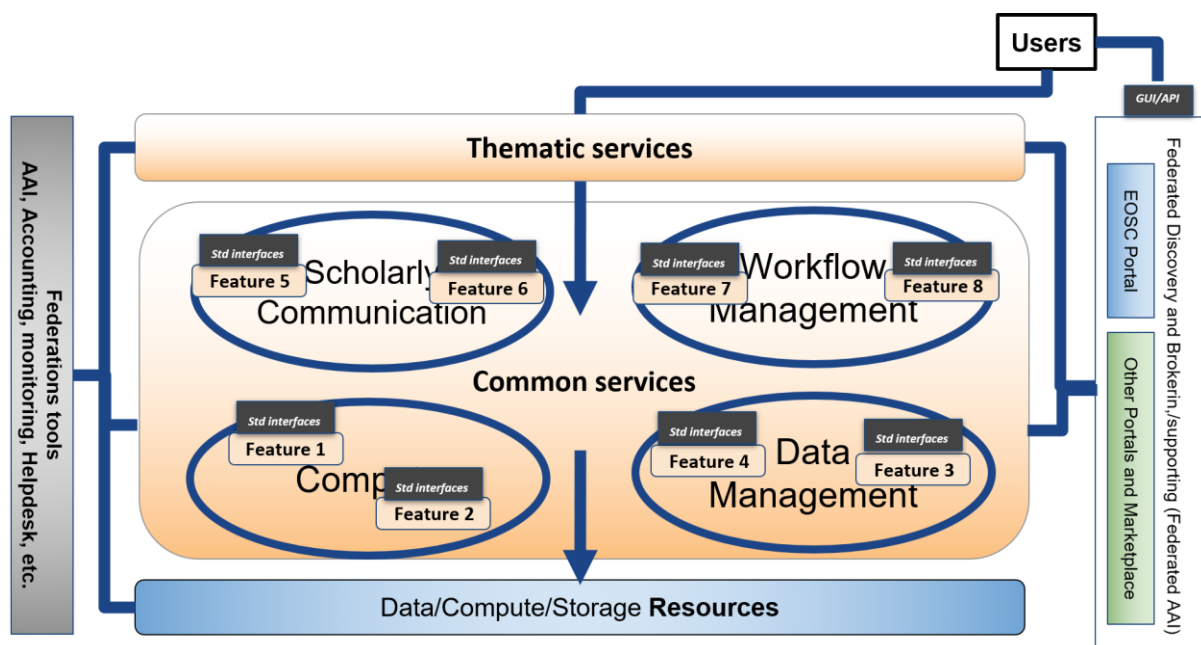 Users
GUI/API
Thematic services
Federations tools
AAI, Accounting, monitoring, Helpdesk, etc.
Std interfaces
Feature 5
Scholarly
Communication
Std interfaces
Feature 6
Std interfaces
Feature 7
Workflow
Management
Std interfaces
Feature 8
Common services
Std interfaces
Feature 1
Std interfaces
Feature 2
Std interfaces
Feature 4
Data
Management
Std interfaces
Feature 3
Data/Compute/Storage Resources
Federated Discovery and Brokerin,/supporting (Federated AAI)
EOSC Portal
Other Portals and Marketplace